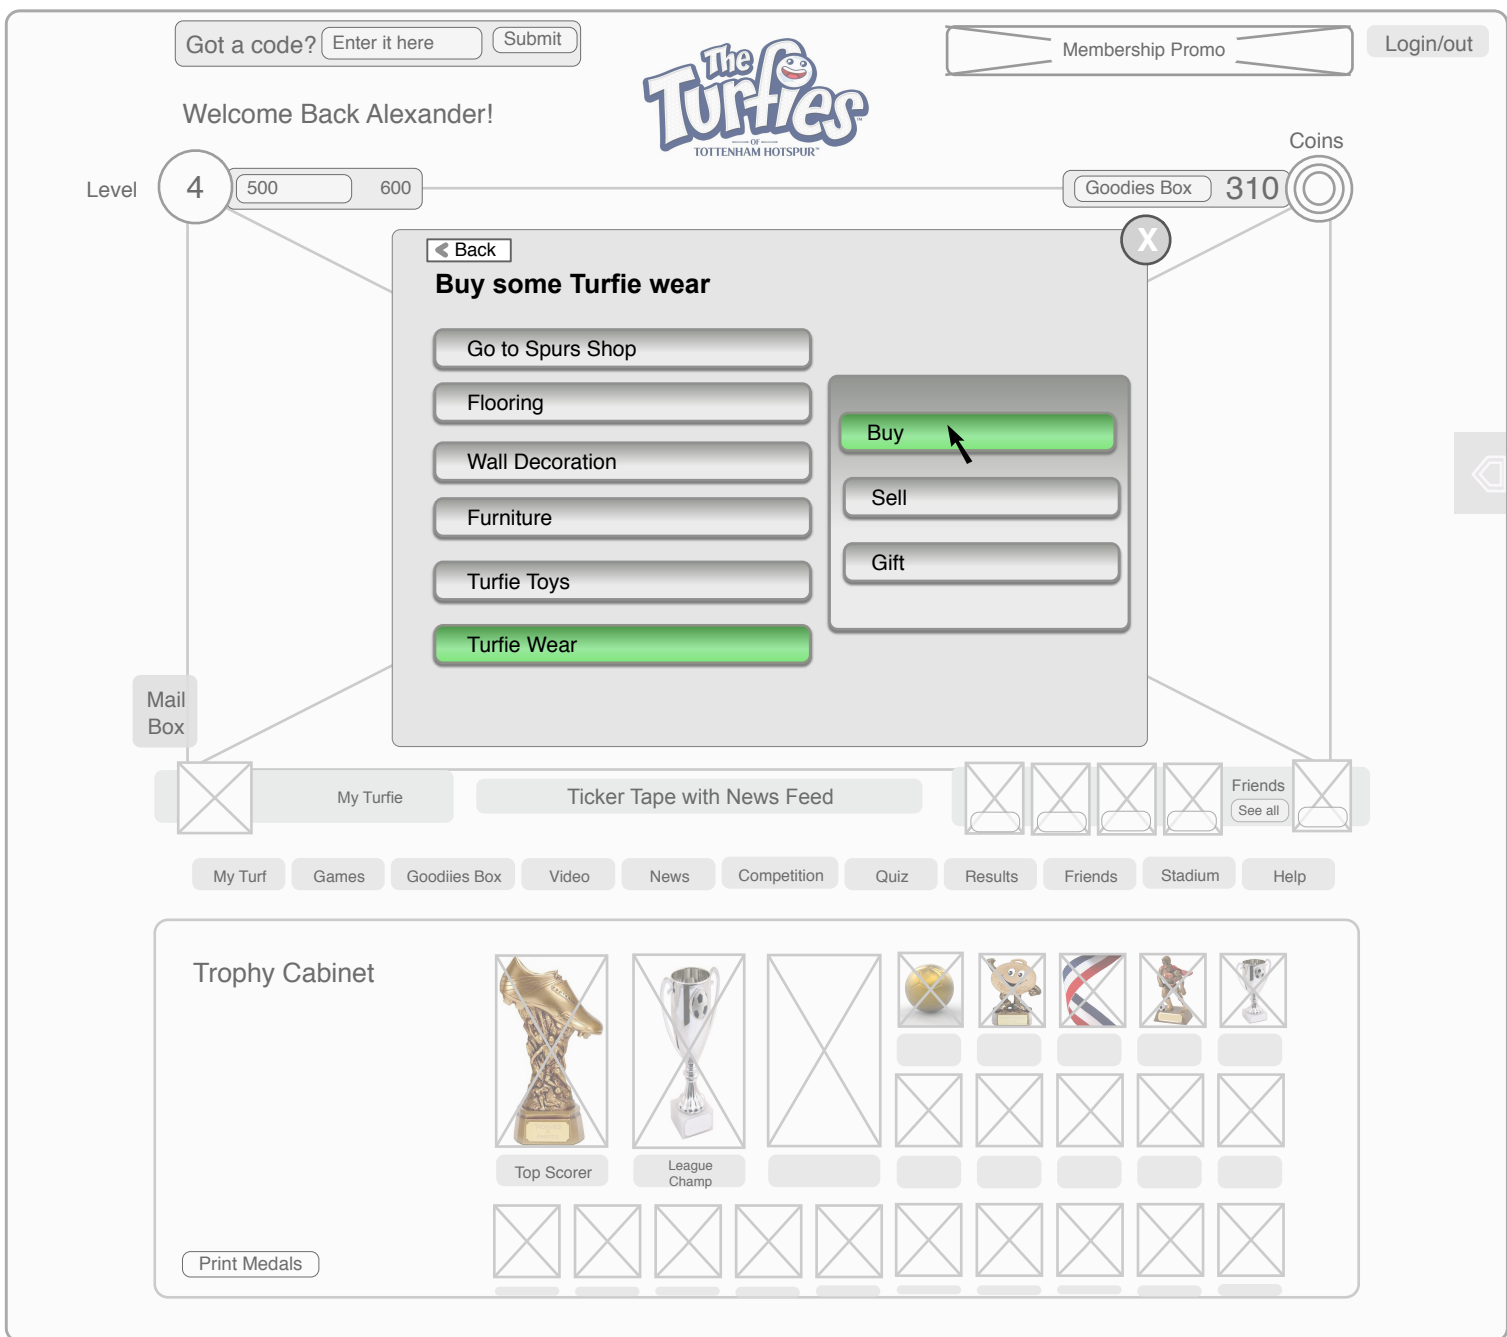 Got a code?
Enter it here
Submit
Membership Promo
Login/out
The
Turfies
OF
TOTTENHAM HOTSPUR™
Welcome Back Alexander!
Coins
Level
4
500
600
Goodies Box
310
X
Back
Buy some Turfie wear
Go to Spurs Shop
Flooring
Wall Decoration
Furniture
Turfie Toys
Turfie Wear
Buy
Sell
Gift
Mail
Box
My Turfie
Ticker Tape with News Feed
Friends
See all
My Turf
Games
Goodiies Box
Video
News
Competition
Quiz
Results
Friends
Stadium
Help
Trophy Cabinet
Top Scorer
League
Champ
Print Medals